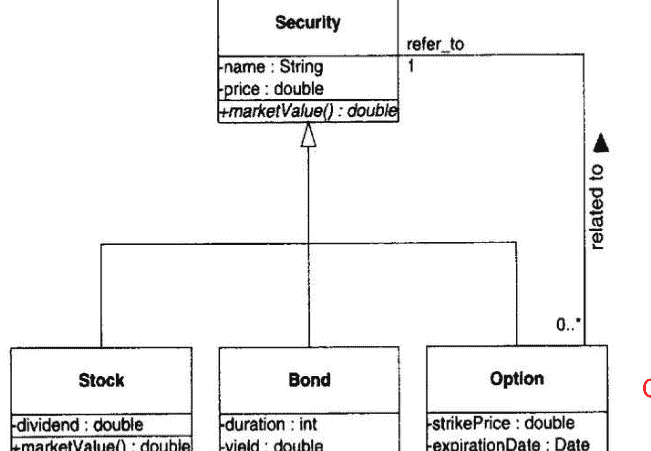 Security
refer_to
-name : String
1
-price : double
+marketValue() : double
related to
0..*
Stock
Bond
Option
-dividend : double
-duration : int
-strikePrice : double
+marketValue() : double
-yield : double
-expirationDate : Date